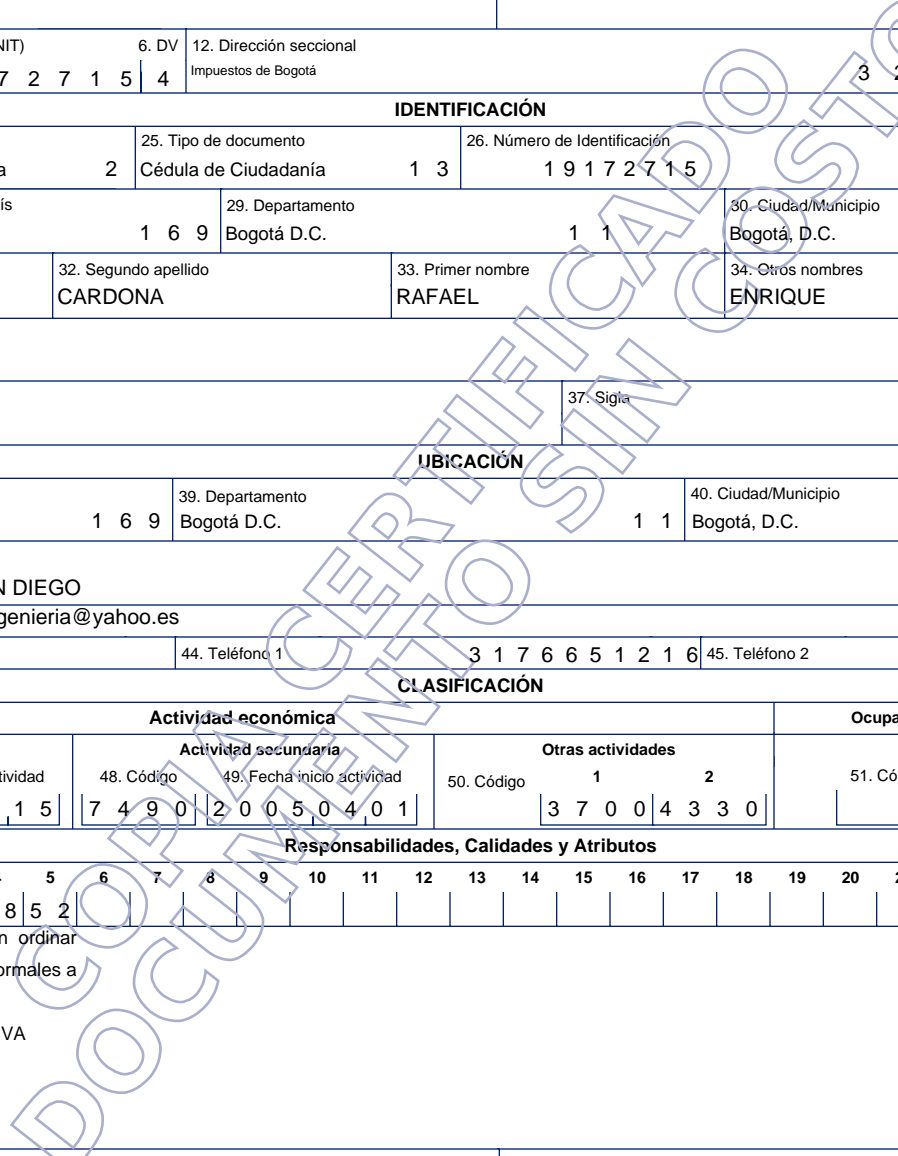 NIT) 6. DV 12. Dirección seccional
7 2 7 1 5 4 Impuestos de Bogotá 3 2
IDENTIFICACIÓN
25. Tipo de documento 26. Número de Identificación
a 2 Cédula de Ciudadanía 1 3 1 9 1 7 2 7 1 5
ís 29. Departamento 30. Ciudad/Municipio
1 6 9 Bogotá D.C. 1 1 Bogotá, D.C.
32. Segundo apellido 33. Primer nombre 34. Otros nombres
CARDONA RAFAEL ENRIQUE
37. Sigla
UBICACIÓN
39. Departamento 40. Ciudad/Municipio
1 6 9 Bogotá D.C. 1 1 Bogotá, D.C.
N DIEGO
genieria@yahoo.es
44. Teléfono 1 3 1 7 6 6 5 1 2 1 6 45. Teléfono 2
CLASIFICACIÓN
Actividad económica Ocupa
Actividad secundaria Otras actividades
tividad 48. Código 49. Fecha inicio actividad 50. Código 1 2 51. Có
1 5 7 4 9 0 2 0 0 5 0 4 0 1 3 7 0 0 4 3 3 0
Responsabilidades, Calidades y Atributos
5 6 7 8 9 10 11 12 13 14 15 16 17 18 19 20
8 5 2
n ordinar
ormales a
VA
COPIA CERTIFICADO
DOCUMENTO SIN COSTO